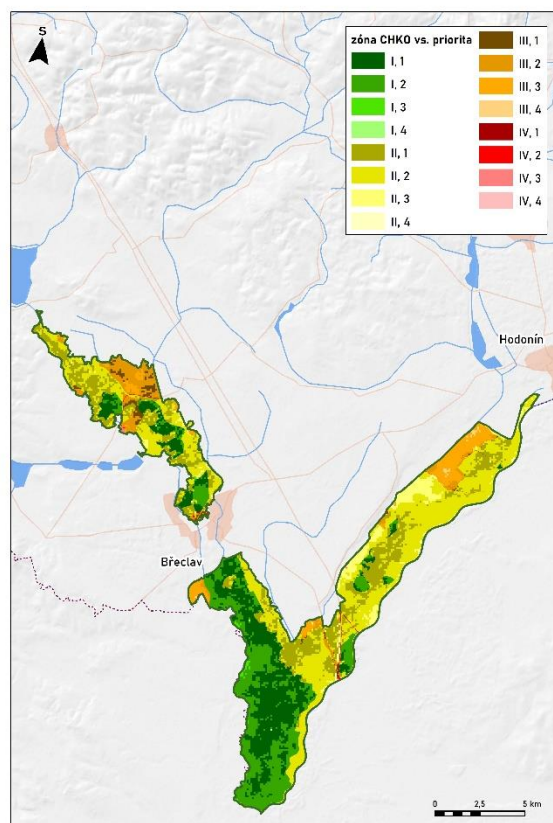 S
zóna CHKO vs. priorita
I, 1
I, 2
I, 3
I, 4
II, 1
II, 2
II, 3
II, 4
III, 1
III, 2
III, 3
III, 4
IV, 1
IV, 2
IV, 3
IV, 4
Hodonín
Břeclav
0 2,5 5 km